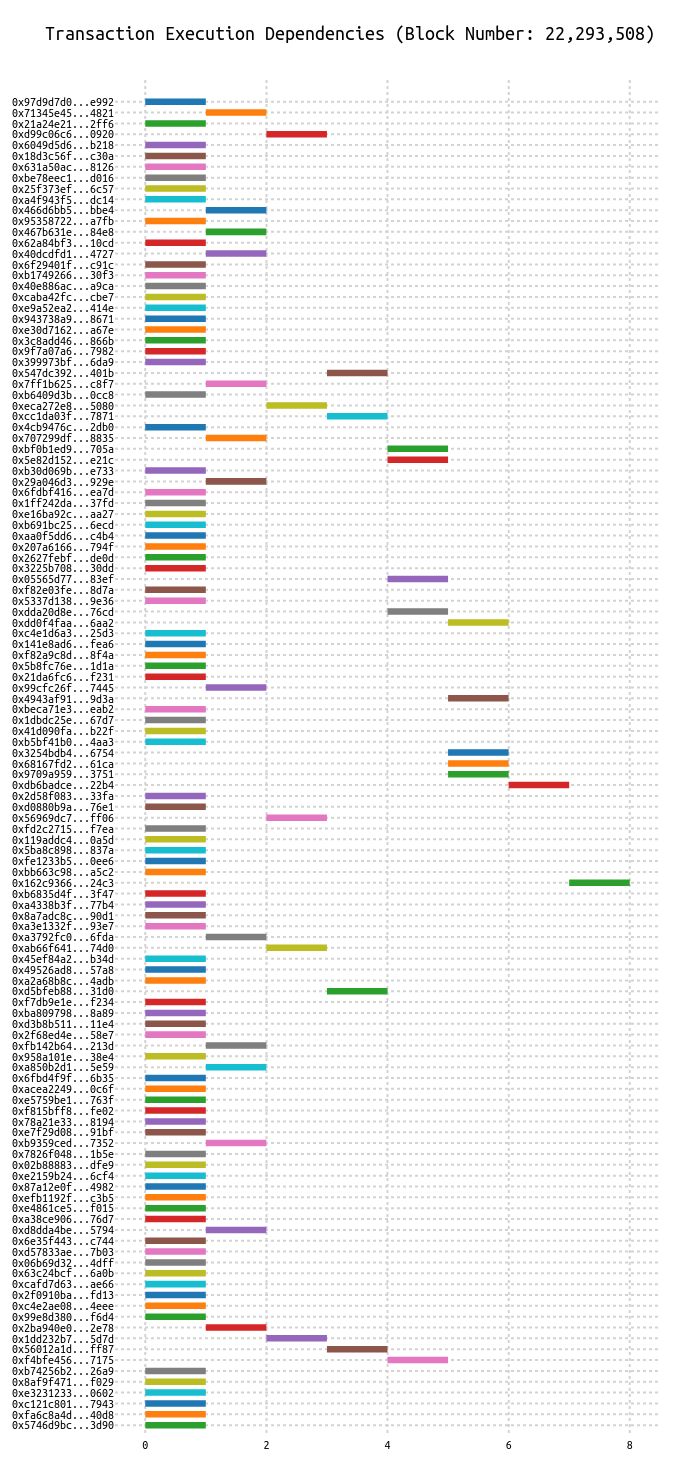 Transaction Execution Dependencies (Block Number: 22,293,508)
0x97d9d7d0...e992
0x71345e45...4821
0x21a24e21...2ff6
0xd99c06c6...0920
0x6049d5d6...b218
0x18d3c56f...c30a
0x631a50ac...8126
0xbe78eec1...d016
0x25f373ef...6c57
0xa4f943f5...dc14
0x466d6bb5...bbe4
0x95358722...a7fb
0x467b631e...84e8
0x62a84bf3...10cd
0x40dcdfd1...4727
0x6f29401f...c91c
0xb1749266...30f3
0x40e886ac...a9ca
0xcaba42fc...cbe7
0xe9a52ea2...414e
0x943738a9...8671
0xe30d7162...a67e
0x3c8add46...866b
0x9f7a07a6...7982
0x399973bf...6da9
0x547dc392...401b
0x7ff1b625...c8f7
0xb6409d3b...0cc8
0xeca272e8...5080
0xcc1da03f...7871
0x4cb9476c...2db0
0x707299df...8835
0xbf0b1ed9...705a
0x5e82d152...e21c
0xb30d069b...e733
0x29a046d3...929e
0x6fdbf416...ea7d
0x1ff242da...37fd
0xe16ba92c...aa27
0xb691bc25...6ecd
0xaa0f5dd6...c4b4
0x207a6166...794f
0x2627febf...de0d
0x3225b708...30dd
0x05565d77...83ef
0xf82e03fe...8d7a
0x5337d138...9e36
0xdda20d8e...76cd
0xdd0f4faa...6aa2
0xc4e1d6a3...25d3
0x141e8ad6...fea6
0xf82a9c8d...8f4a
0x5b8fc76e...1d1a
0x21da6fc6...f231
0x99cfc26f...7445
0x4943af91...9d3a
0xbeca71e3...eab2
0x1dbdc25e...67d7
0x41d090fa...b22f
0xb5bf41b0...4aa3
0x3254bdb4...6754
0x68167fd2...61ca
0x9709a959...3751
0xdb6badce...22b4
0x2d58f083...33fa
0xd0880b9a...76e1
0x56969dc7...ff06
0xfd2c2715...f7ea
0x119addc4...0a5d
0x5ba8c898...837a
0xfe1233b5...0ee6
0xbb663c98...a5c2
0x162c9366...24c3
0xb6835d4f...3f47
0xa4338b3f...77b4
0x8a7adc8c...90d1
0xa3e1332f...93e7
0xa3792fc0...6fda
0xab66f641...74d0
0x45ef84a2...b34d
0x49526ad8...57a8
0xa2a68b8c...4adb
0xd5bfeb88...31d0
0xf7db9e1e...f234
0xba809798...8a89
0xd3b8b511...11e4
0x2f68ed4e...58e7
0xfb142b64...213d
0x958a101e...38e4
0xa850b2d1...5e59
0x6fbd4f9f...6b35
0xacea2249...0c6f
0xe5759be1...763f
0xf815bff8...fe02
0x78a21e33...8194
0xe7f29d08...91bf
0xb9359ced...7352
0x7826f048...1b5e
0x02b88883...dfe9
0xe2159b24...6cf4
0x87a12e0f...4982
0xefb1192f...c3b5
0xe4861ce5...f015
0xa38ce906...76d7
0xd8dda4be...5794
0x6e35f443...c744
0xd57833ae...7b03
0x06b69d32...4dff
0x63c24bcf...6a0b
0xcafd7d63...ae66
0x2f0910ba...fd13
0xc4e2ae08...4eee
0x99e8d380...f6d4
0x2ba940e0...2e78
0x1dd232b7...5d7d
0x56012a1d...ff87
0xf4bfe456...7175
0xb74256b2...26a9
0x8af9f471...f029
0xe3231233...0602
0xc121c801...7943
0xfa6c8a4d...40d8
0x5746d9bc...3d90
0 2 4 6 8